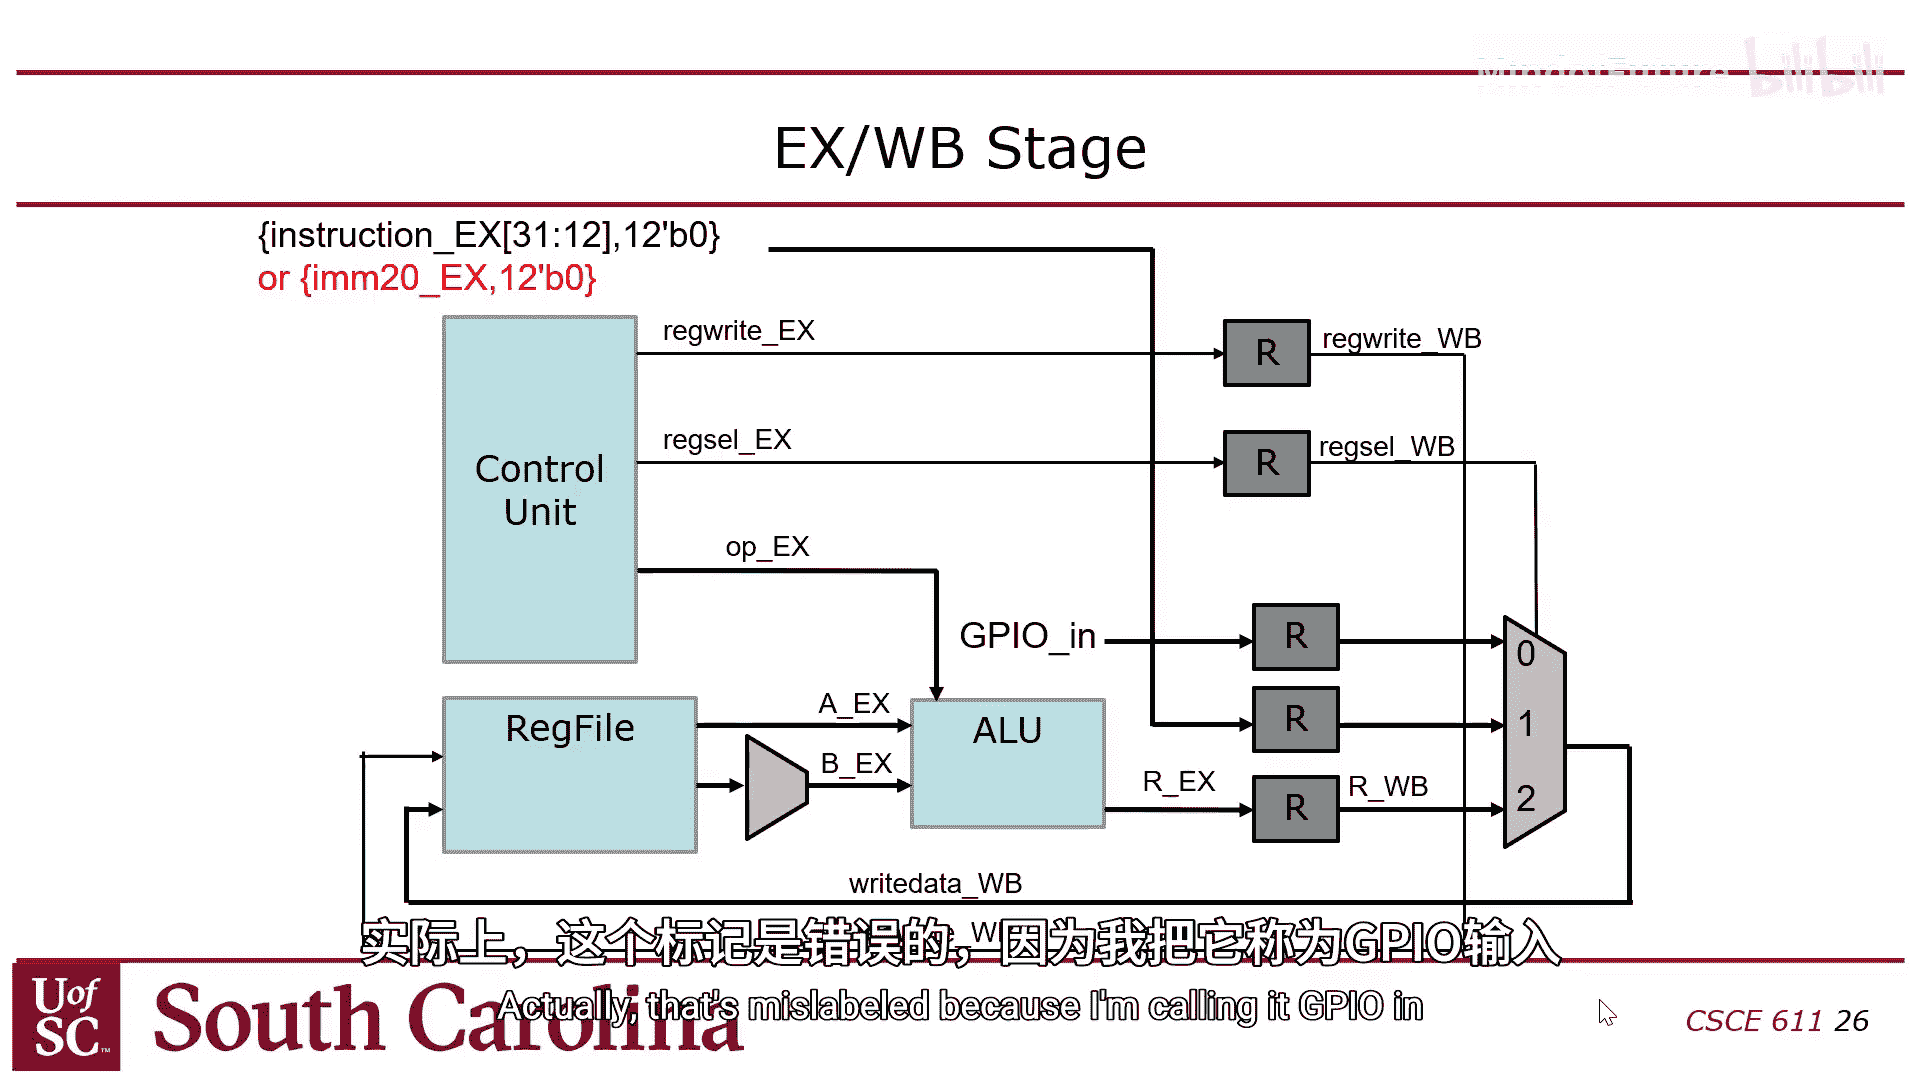 EX/WB Stage
{instruction_EX[31:12],12'b0}
or {imm20_EX,12'b0}
regwrite_EX
R
regwrite_WB
regsel_EX
R
regsel_WB
Control
Unit
op_EX
GPIO_in
R
0
RegFile
A_EX
ALU
R
1
B_EX
R_EX
R
R_WB
2
writedata_WB
实际上，这个标记是错误的，因为我把它称为GPIO输入
Actually, that's mislabeled because I'm calling it GPIO in
U of
SC
South Carolina
CSCE 611 26
bilibili